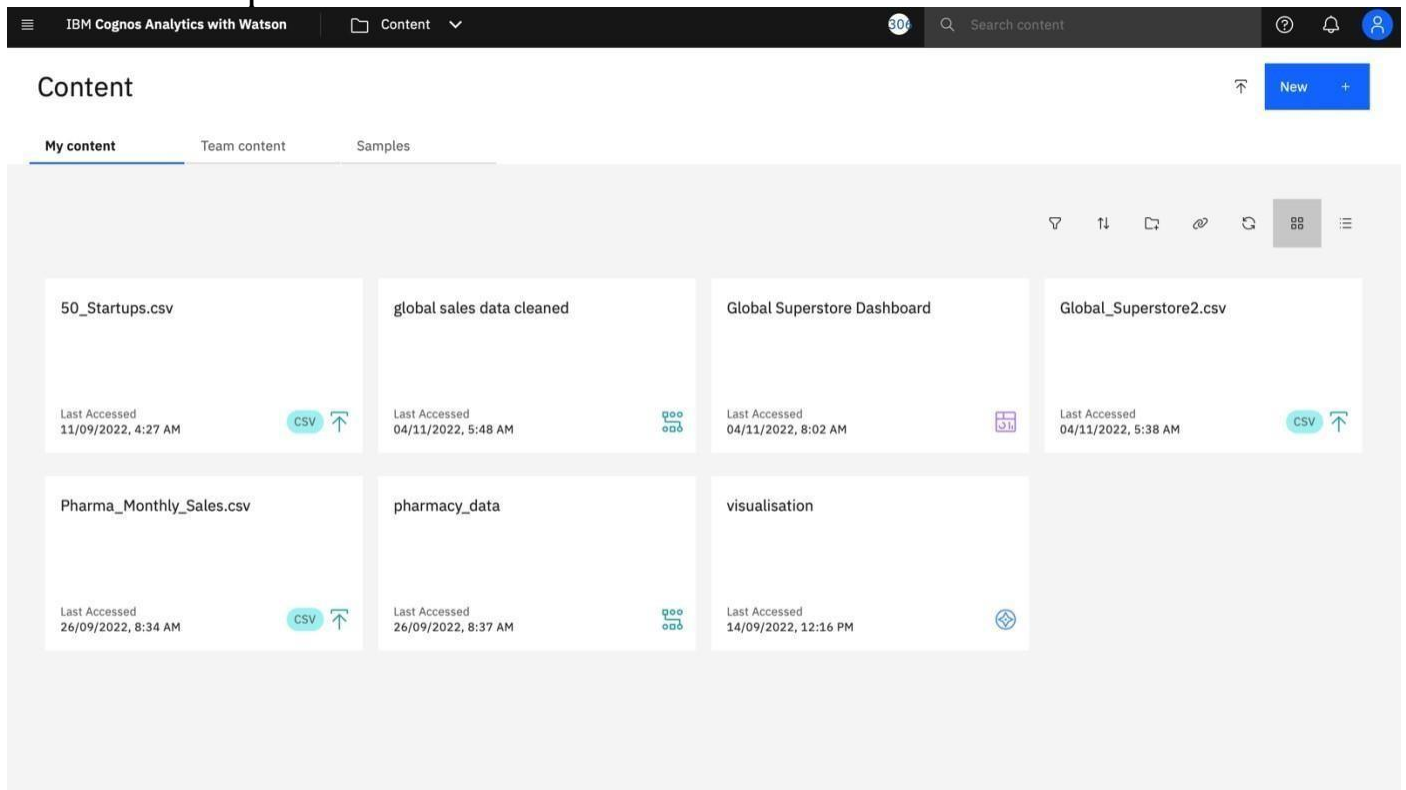 IBM Cognos Analytics with Watson
Content
306
Search content
Content
New +
My content
Team content
Samples
50_Startups.csv
Last Accessed
11/09/2022, 4:27 AM
CSV
global sales data cleaned
Last Accessed
04/11/2022, 5:48 AM
Global Superstore Dashboard
Last Accessed
04/11/2022, 8:02 AM
Global_Superstore2.csv
Last Accessed
04/11/2022, 5:38 AM
CSV
Pharma_Monthly_Sales.csv
Last Accessed
26/09/2022, 8:34 AM
CSV
pharmacy_data
Last Accessed
26/09/2022, 8:37 AM
visualisation
Last Accessed
14/09/2022, 12:16 PM